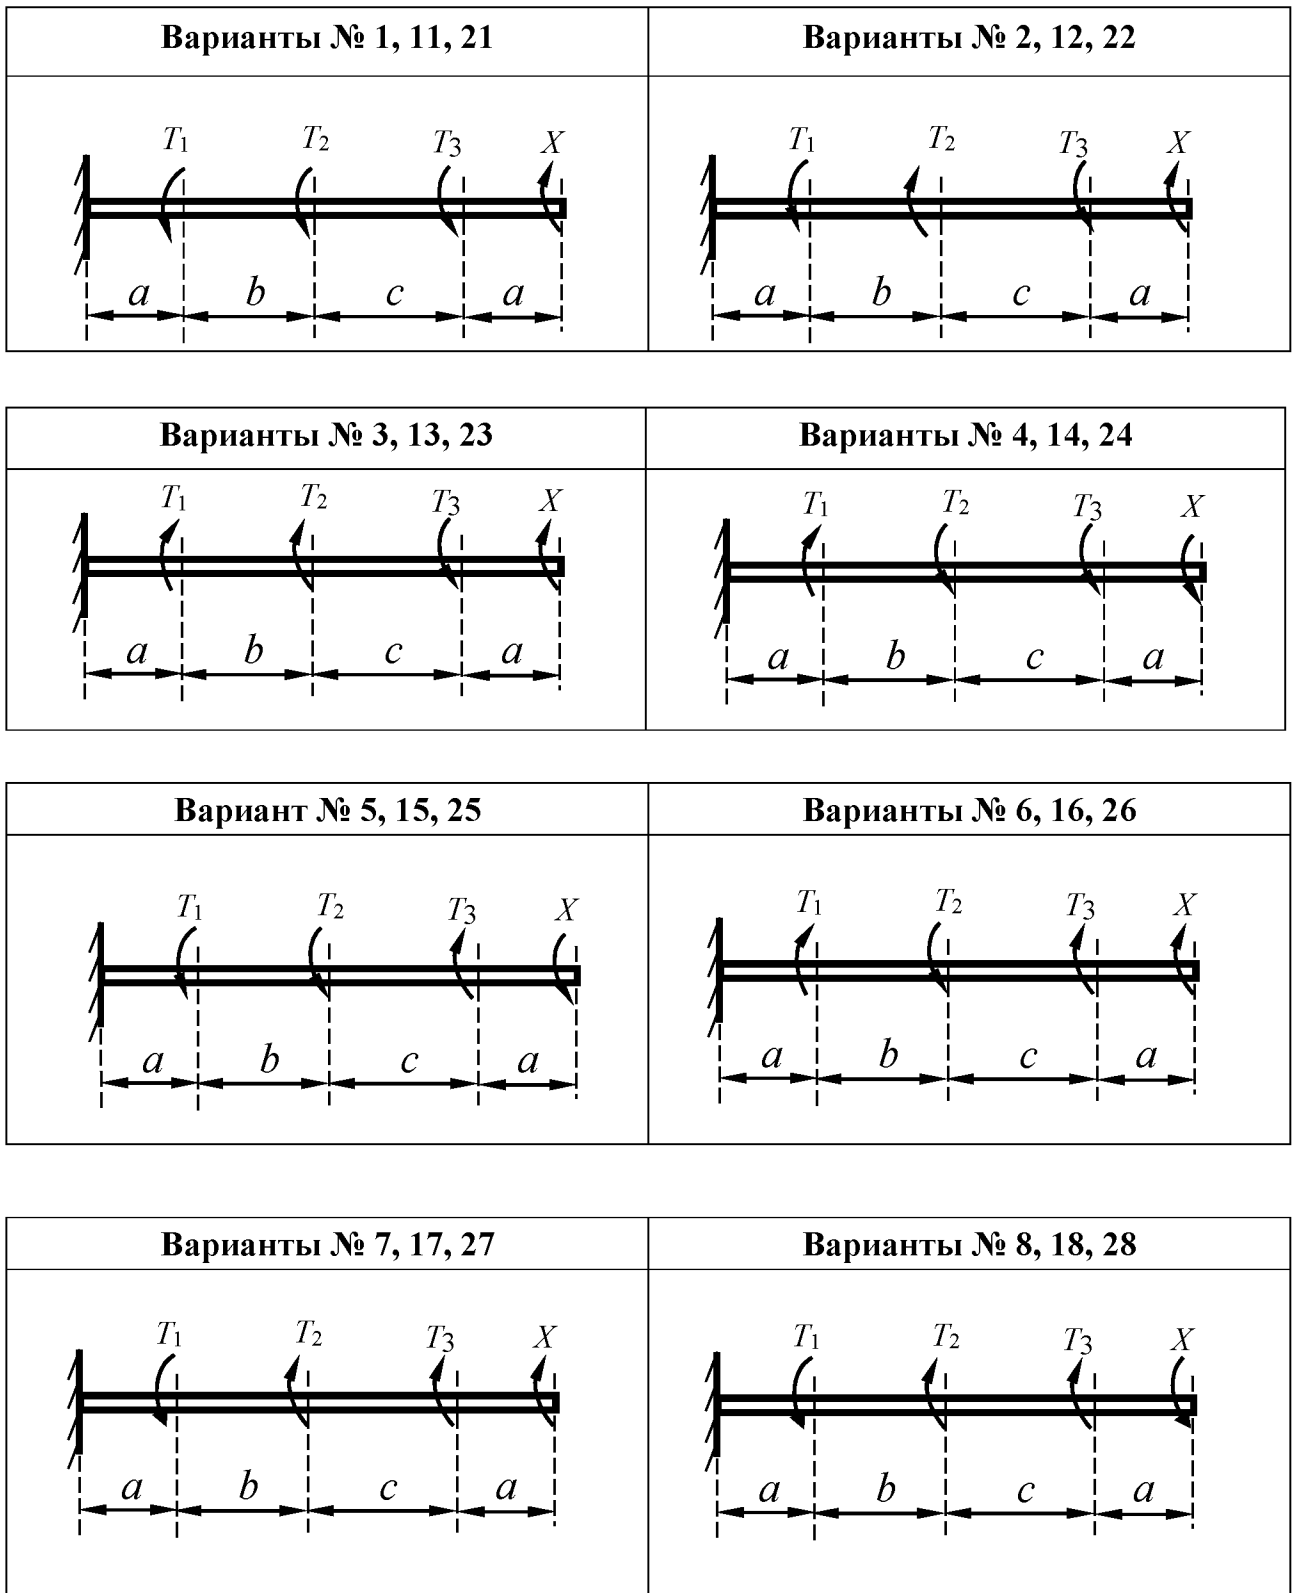 Варианты № 1, 11, 21
Варианты № 2, 12, 22
T1 T2 T3 X
T1 T2 T3 X
a b c a
a b c a
Варианты № 3, 13, 23
Варианты № 4, 14, 24
T1 T2 T3 X
T1 T2 T3 X
a b c a
a b c a
Вариант № 5, 15, 25
Варианты № 6, 16, 26
T1 T2 T3 X
T1 T2 T3 X
a b c a
a b c a
Варианты № 7, 17, 27
Варианты № 8, 18, 28
T1 T2 T3 X
T1 T2 T3 X
a b c a
a b c a